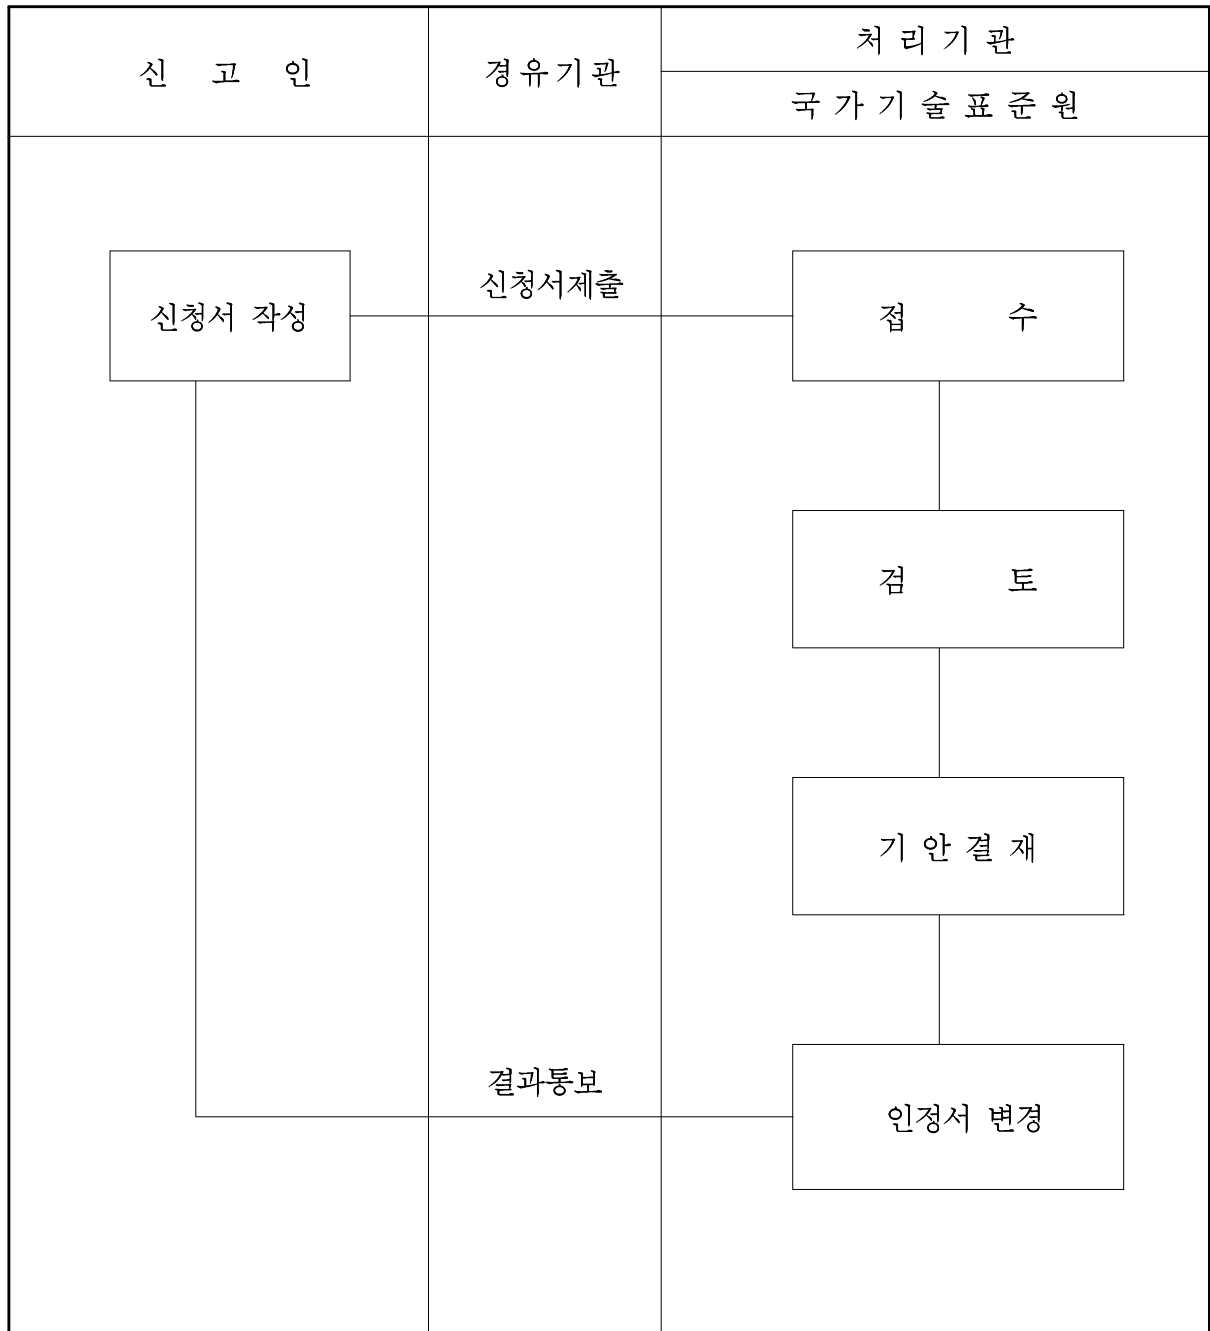 신 고 인
경유기관
처 리 기 관
국 가 기 술 표 준 원
신청서 작성
신청서제출
접 수
검 토
기 안 결 재
결과통보
인정서 변경